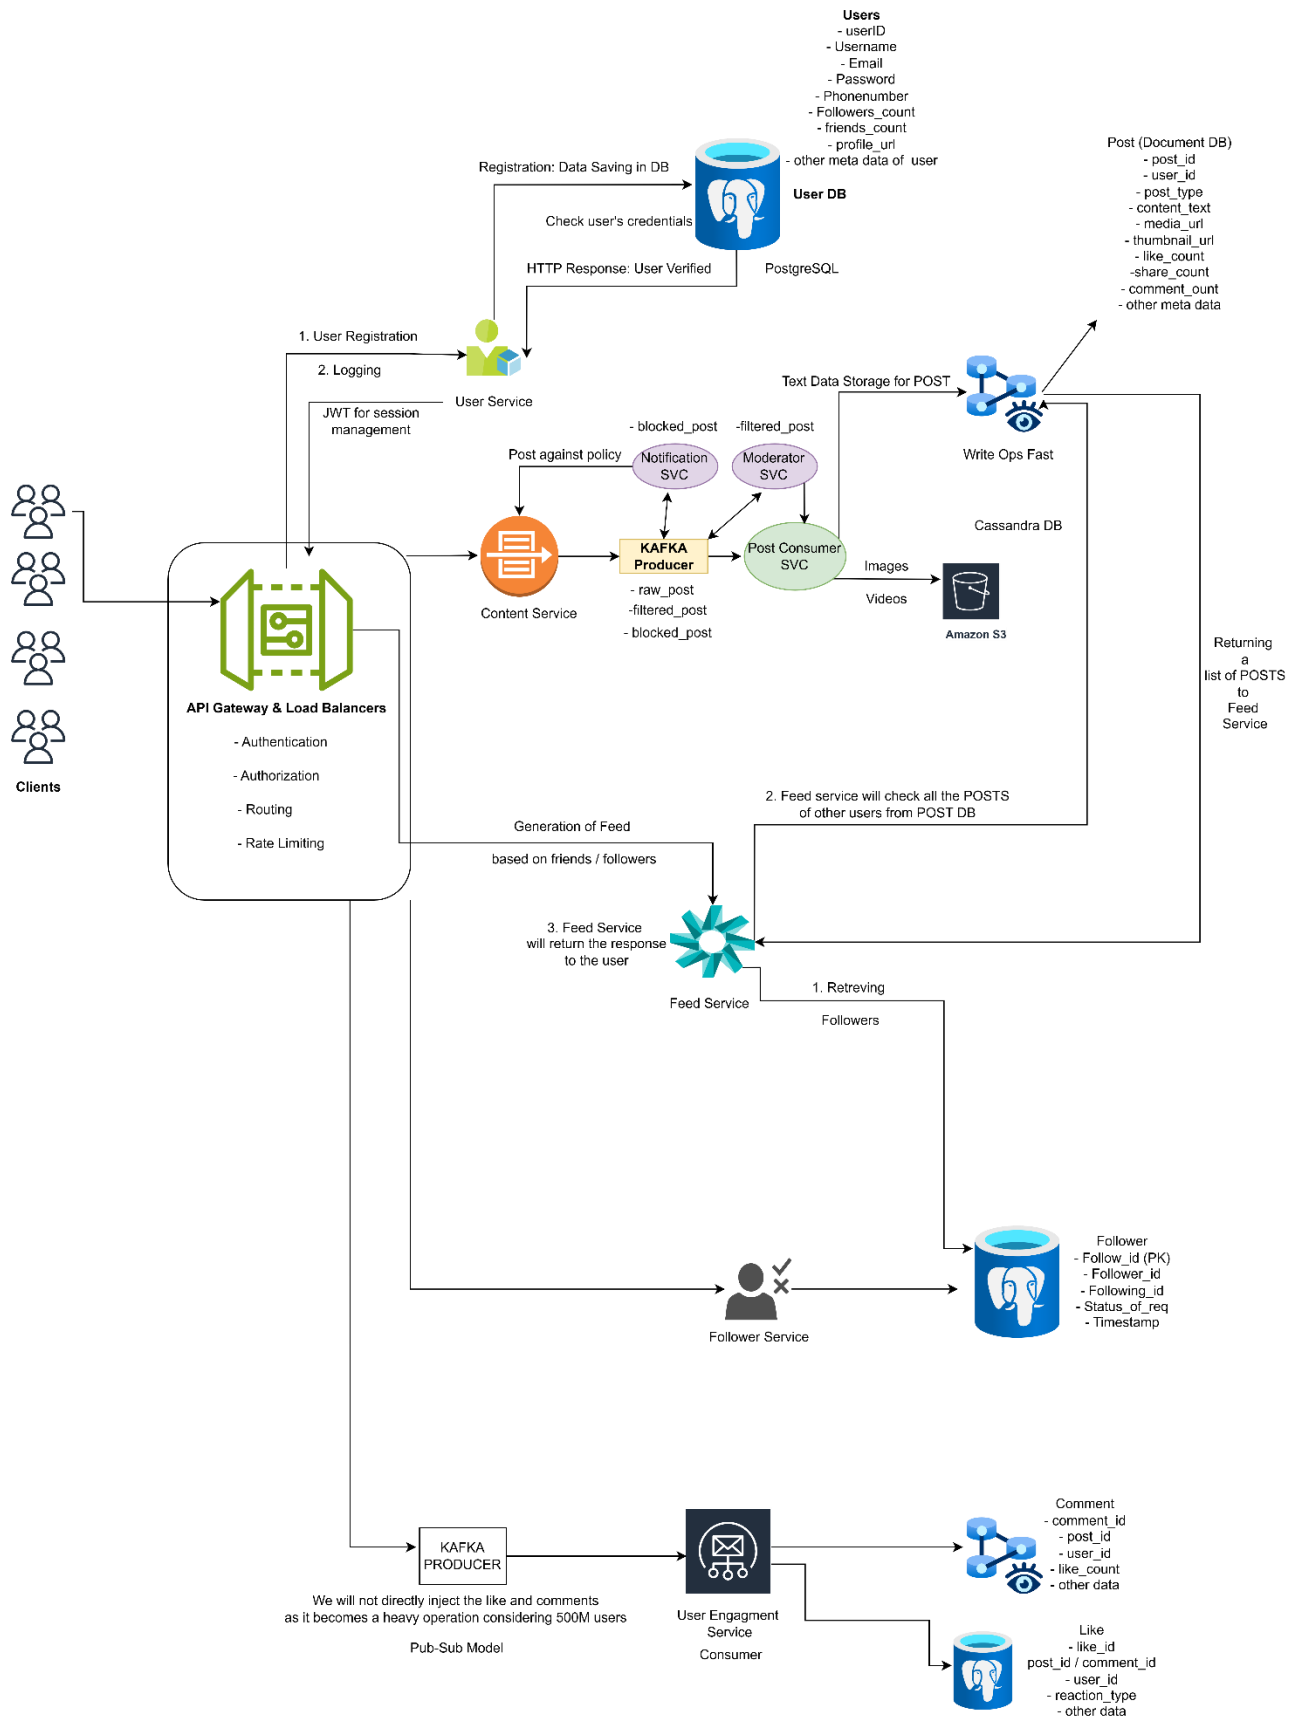 Users
- userID
- Username
- Email
- Password
- Phonenumber
- Followers_count
- friends_count
- profile_url
- other meta data of  user
User DB
PostgreSQL
Registration: Data Saving in DB
Check user's credentials
HTTP Response: User Verified
Post (Document DB)
- post_id
- user_id
- post_type
- content_text
- media_url
- thumbnail_url
- like_count
-share_count
- comment_ount
- other meta data
1. User Registration
2. Logging
User Service
JWT for session
management
Text Data Storage for POST
Write Ops Fast
Cassandra DB
- blocked_post
-filtered_post
Post against policy
Notification
SVC
Moderator
SVC
Content Service
KAFKA
Producer
- raw_post
-filtered_post
- blocked_post
Post Consumer
SVC
Images
Videos
Amazon S3
Returning
a
list of POSTS
to
Feed
Service
Clients
API Gateway & Load Balancers
- Authentication
- Authorization
- Routing
- Rate Limiting
2. Feed service will check all the POSTS
of other users from POST DB
Generation of Feed
based on friends / followers
3. Feed Service
will return the response
to the user
Feed Service
1. Retreving
Followers
Follower Service
Follower
- Follow_id (PK)
- Follower_id
- Following_id
- Status_of_req
- Timestamp
KAFKA
PRODUCER
We will not directly inject the like and comments
as it becomes a heavy operation considering 500M users
Pub-Sub Model
User Engagment
Service
Consumer
Comment
- comment_id
- post_id
- user_id
- like_count
- other data
Like
- like_id
post_id / comment_id
- user_id
- reaction_type
- other data